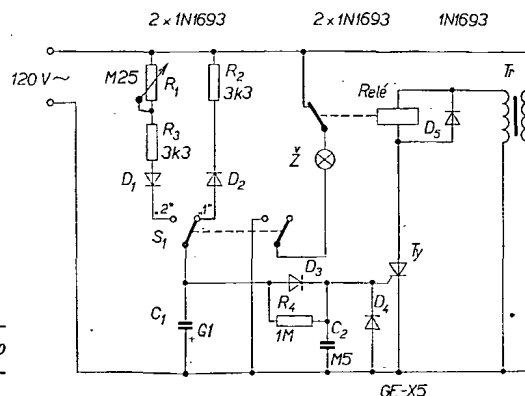 2 x 1N1693
2 x 1N1693
1N1693
120 V~
M25
R1
R2
3k3
R3
3k3
D1
D2
"2"
"1"
S1
Relé
D5
Tr
Ž
Ty
D3
D4
R4
1M
C1
G1
+
C2
M5
GE-X5